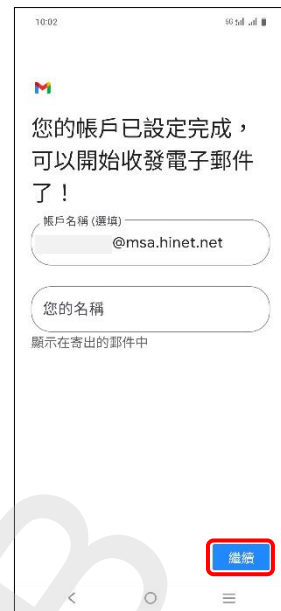 10:02
5G
您的帳戶已設定完成，
可以開始收發電子郵件
了！
帳戶名稱 (選填)
@msa.hinet.net
您的名稱
顯示在寄出的郵件中
繼續